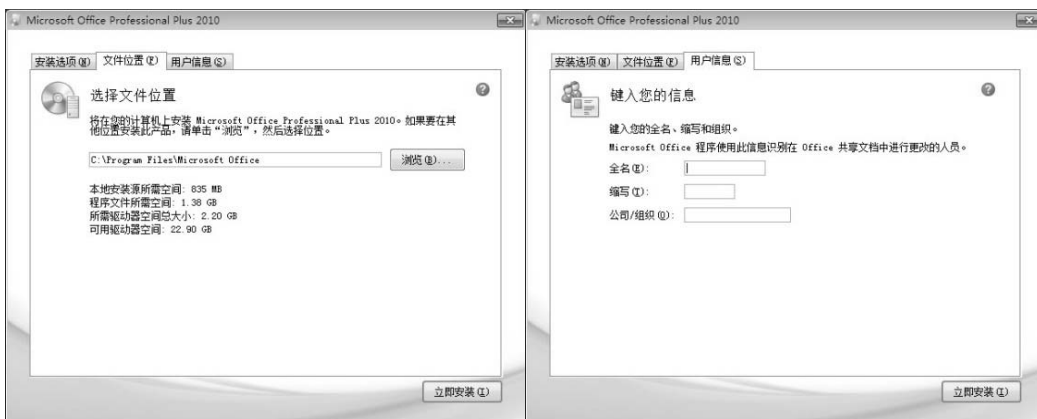 Microsoft Office Professional Plus 2010
安装选项(N) 文件位置(F) 用户信息(S)
选择文件位置
将在您的计算机上安装 Microsoft Office Professional Plus 2010。如果要在其
他位置安装此产品，请单击“浏览”，然后选择位置。
C:\Program Files\Microsoft Office
浏览(B)...
本地安装源所需空间: 835 MB
程序文件所需空间: 1.38 GB
所需驱动器空间总大小: 2.20 GB
可用驱动器空间: 22.90 GB
立即安装(I)
Microsoft Office Professional Plus 2010
安装选项(N) 文件位置(F) 用户信息(S)
键入您的信息
键入您的全名、缩写和组织。
Microsoft Office 程序使用此信息识别在 Office 共享文档中进行更改的人员。
全名(F):
缩写(I):
公司/组织(O):
立即安装(I)